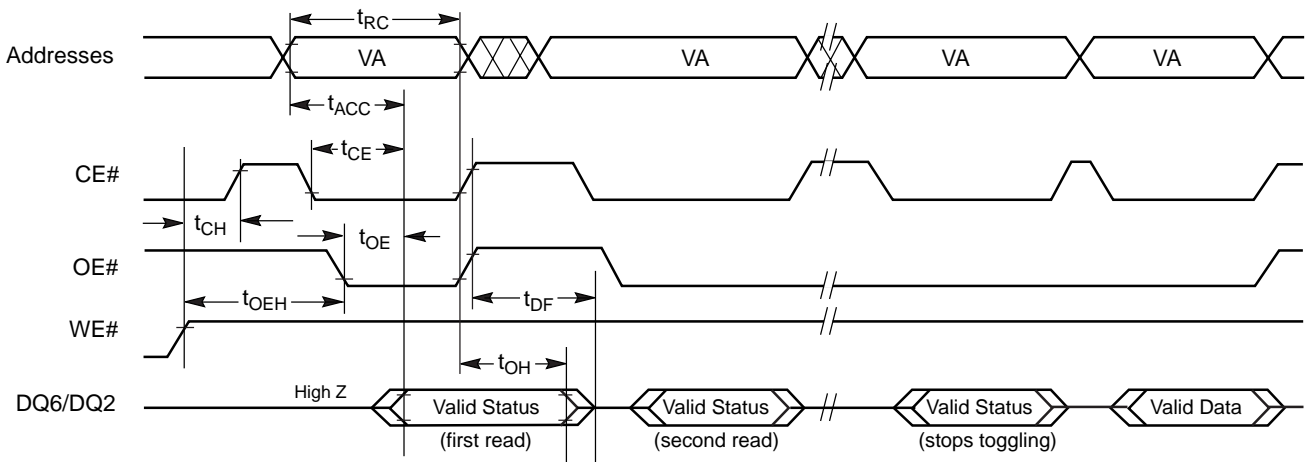 tRC
Addresses VA VA VA VA
tACC
tCE
CE#
tCH tOE
OE#
tOEH tDF
WE#
tOH
High Z
DQ6/DQ2 Valid Status Valid Status Valid Status Valid Data
(first read) (second read) (stops toggling)